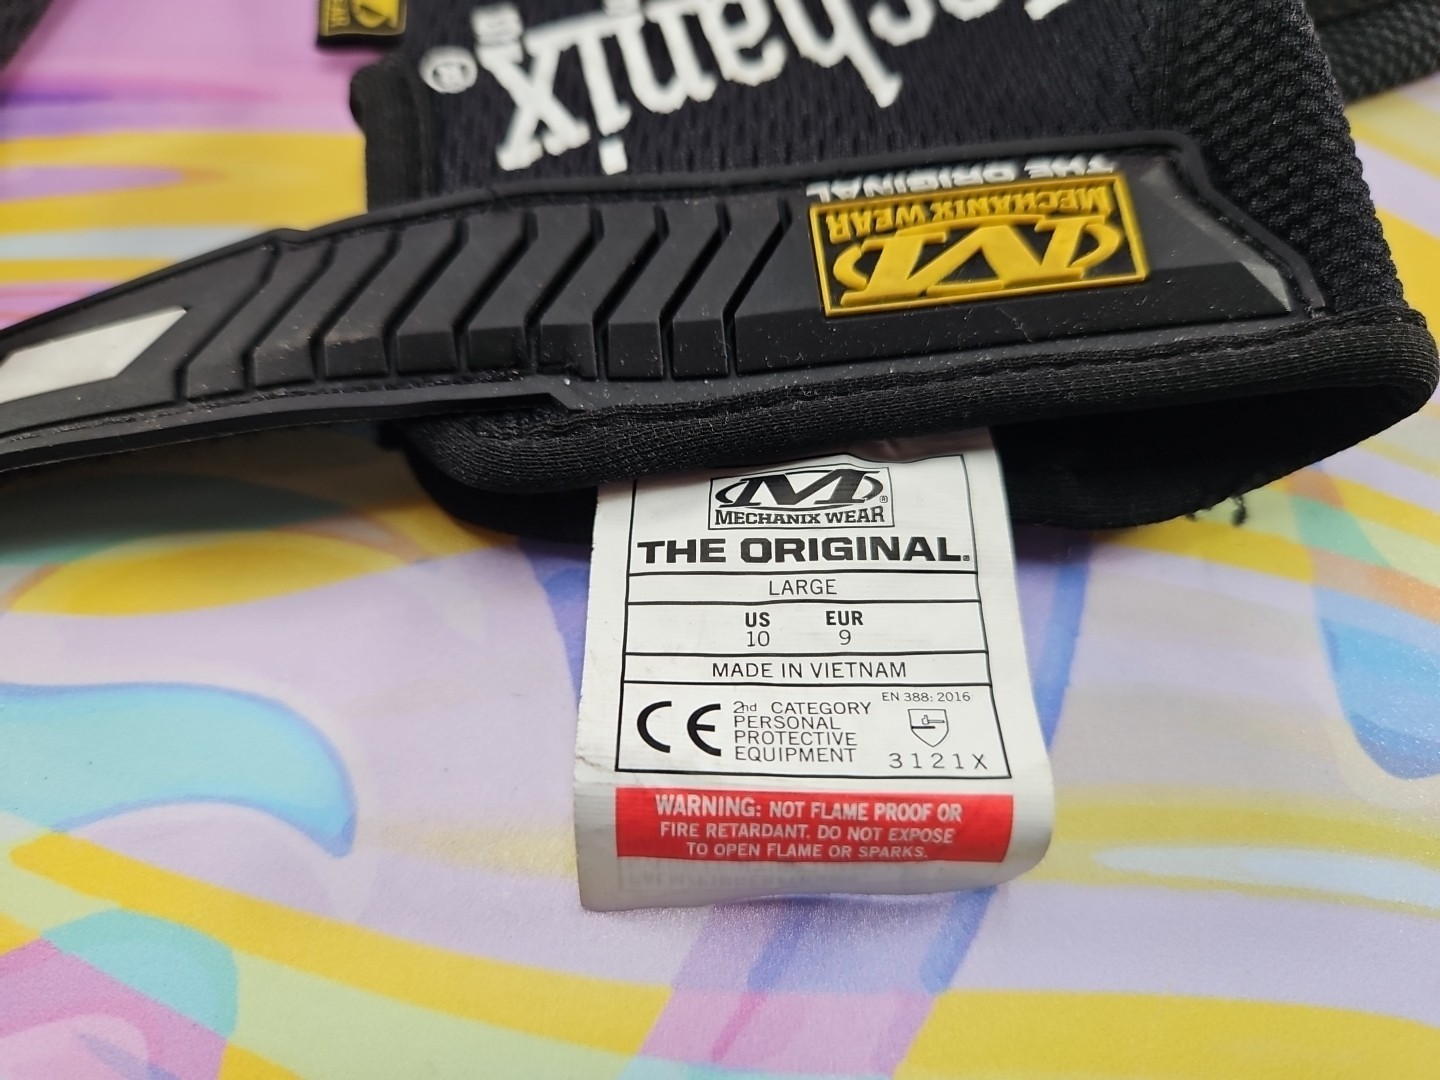 Mechanix
®
THE ORIGINAL
MECHANIX WEAR
MECHANIX WEAR
®
THE ORIGINAL®
LARGE
US EUR
10 9
MADE IN VIETNAM
CE
2nd CATEGORY
PERSONAL
PROTECTIVE
EQUIPMENT
EN 388: 2016
3121X
WARNING: NOT FLAME PROOF OR
FIRE RETARDANT. DO NOT EXPOSE
TO OPEN FLAME OR SPARKS.